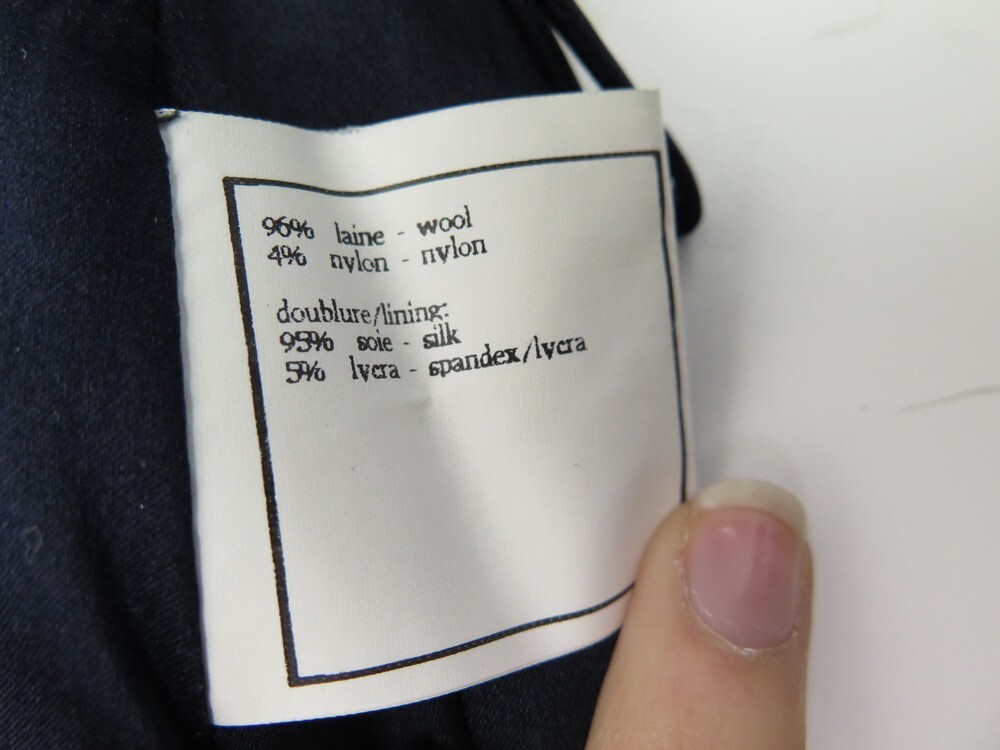 96% laine - wool
4% nylon - nylon
doublure/lining:
95% soie - silk
5% lycra - spandex/lycra